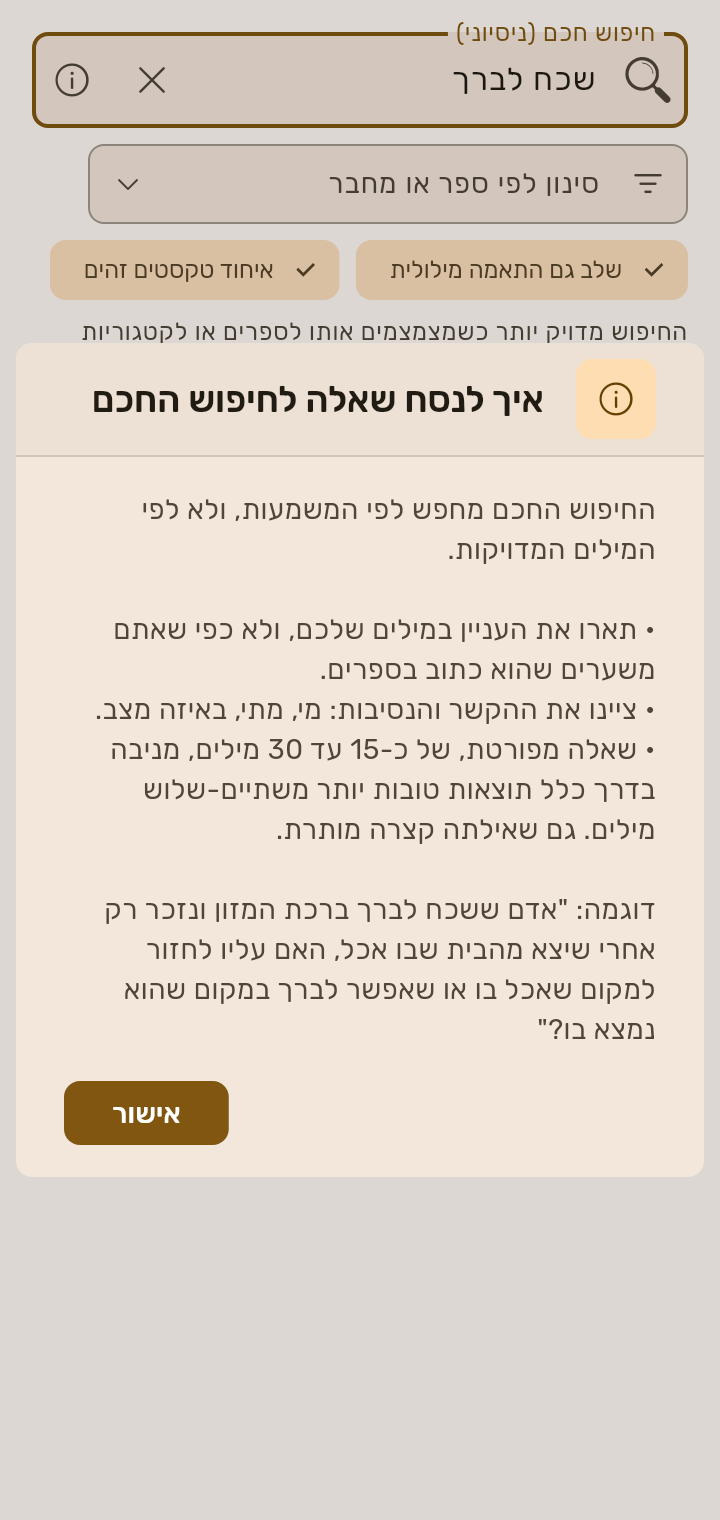 חיפוש חכם (ניסיוני)
שכח לברך
סינון לפי ספר או מחבר
שלב גם התאמה מילולית
איחוד טקסטים זהים
החיפוש מדויק יותר כשמצמצמים אותו לספרים או לקטגוריות
איך לנסח שאלה לחיפוש החכם
החיפוש החכם מחפש לפי המשמעות, ולא לפי
המילים המדויקות.
• תארו את העניין במילים שלכם, ולא כפי שאתם
משערים שהוא כתוב בספרים.
• ציינו את ההקשר והנסיבות: מי, מתי, באיזה מצב.
• שאלה מפורטת, של כ-15 עד 30 מילים, מניבה
בדרך כלל תוצאות טובות יותר משתיים-שלוש
מילים. גם שאילתה קצרה מותרת.
דוגמה: "אדם ששכח לברך ברכת המזון ונזכר רק
אחרי שיצא מהבית שבו אכל, האם עליו לחזור
למקום שאכל בו או שאפשר לברך במקום שהוא
נמצא בו?"
אישור